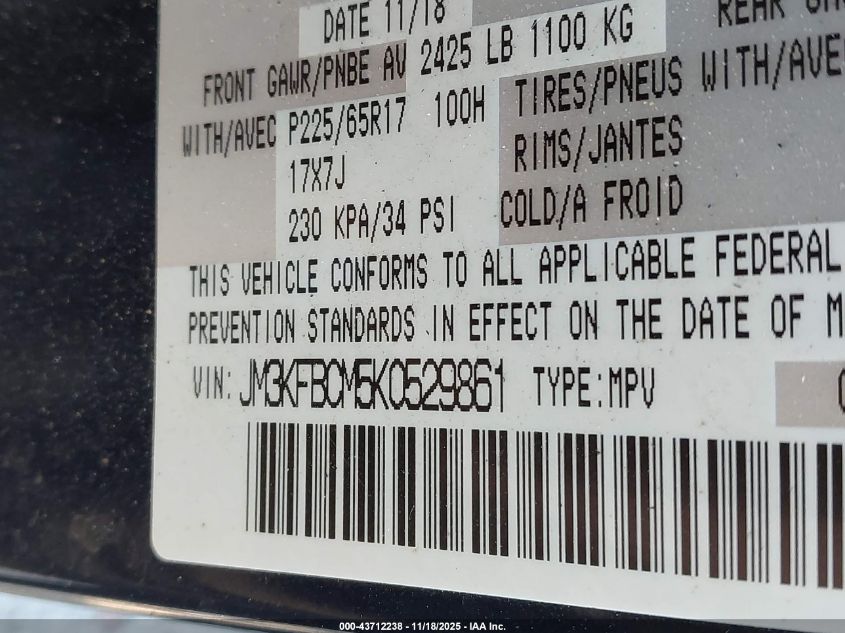 DATE 11/18
REAR
FRONT GAWR/PNBE AV 2425 LB 1100 KG
WITH/AVEC P225/65R17 100H TIRES/PNEUS WITH/AVEC
17X7J RIMS/JANTES
230 KPA/34 PSI COLD/A FROID
THIS VEHICLE CONFORMS TO ALL APPLICABLE FEDERAL
PREVENTION STANDARDS IN EFFECT ON THE DATE OF M
VIN: JM3KFBCM5K0529861 TYPE:MPV
000-43712238 - 11/18/2025 - IAA Inc.